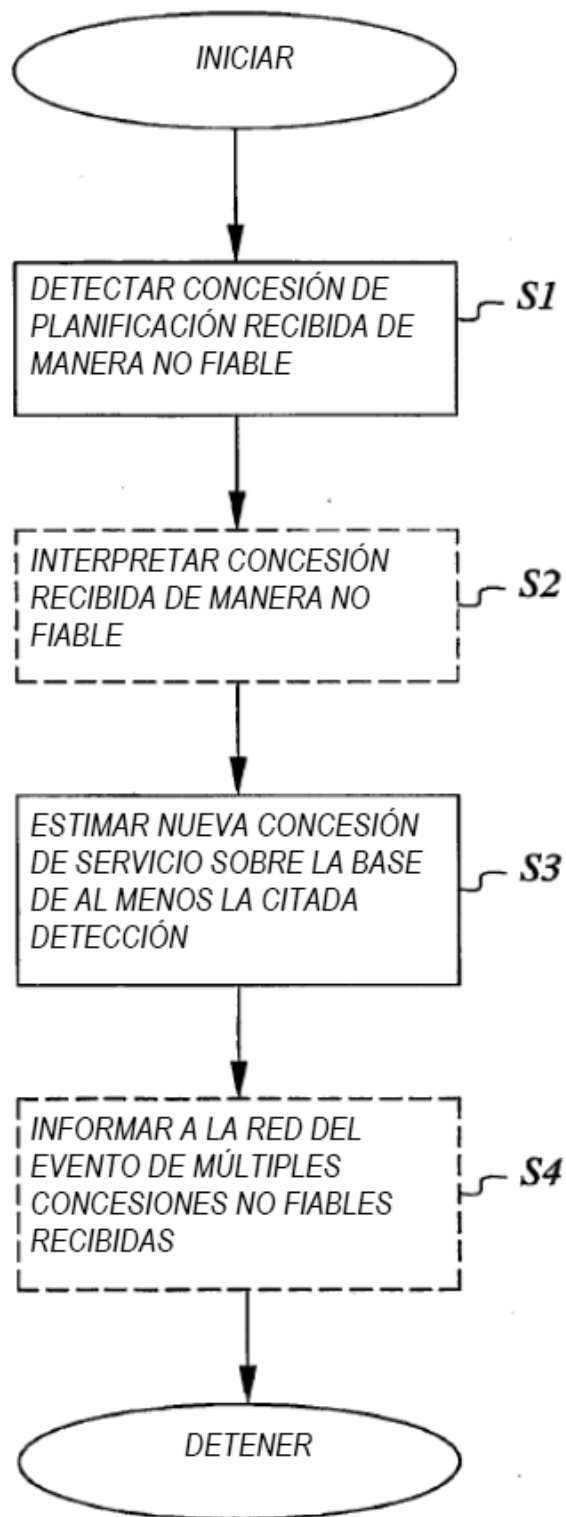 INICIAR
DETECTAR CONCESIÓN DE
PLANIFICACIÓN RECIBIDA DE
MANERA NO FIABLE
S1
INTERPRETAR CONCESIÓN
RECIBIDA DE MANERA NO
FIABLE
S2
ESTIMAR NUEVA CONCESIÓN
DE SERVICIO SOBRE LA BASE
DE AL MENOS LA CITADA
DETECCIÓN
S3
INFORMAR A LA RED DEL
EVENTO DE MÚLTIPLES
CONCESIONES NO FIABLES
RECIBIDAS
S4
DETENER